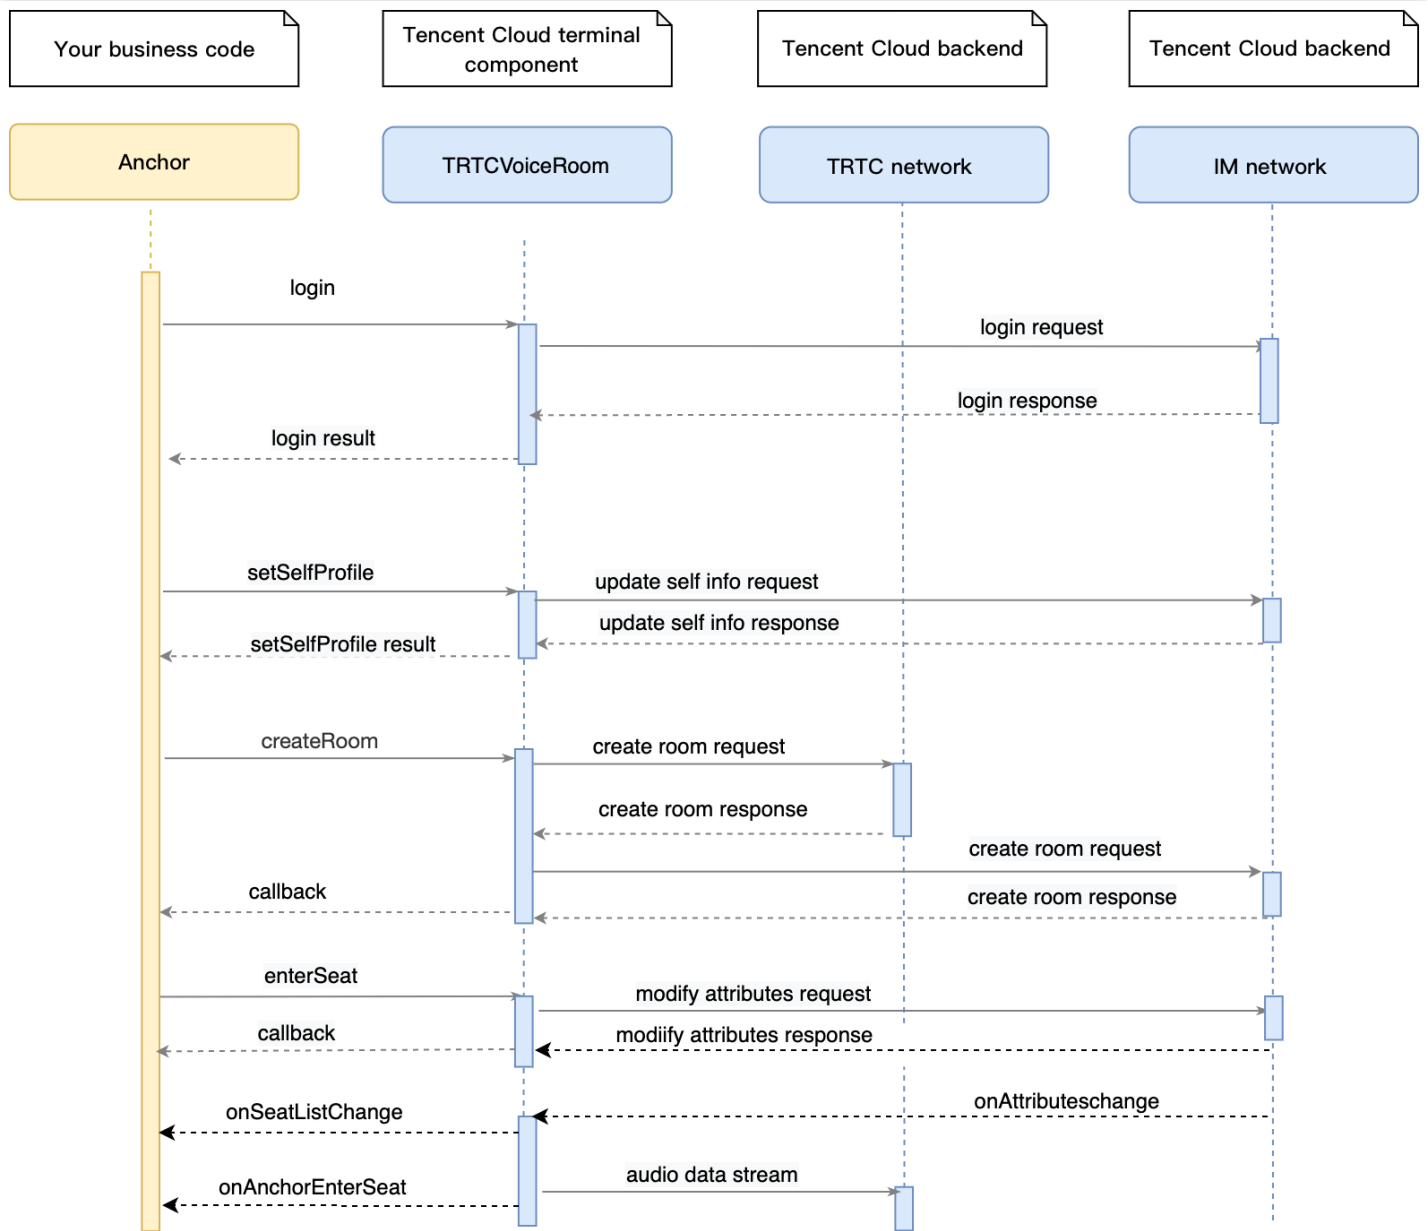 Your business code
Tencent Cloud terminal
component
Tencent Cloud backend
Tencent Cloud backend
Anchor
TRTCVoiceRoom
TRTC network
IM network
login
login request
login response
login result
setSelfProfile
update self info request
update self info response
setSelfProfile result
createRoom
create room request
create room response
create room request
callback
create room response
enterSeat
modify attributes request
callback
modiify attributes response
onSeatListChange
onAttributeschange
audio data stream
onAnchorEnterSeat